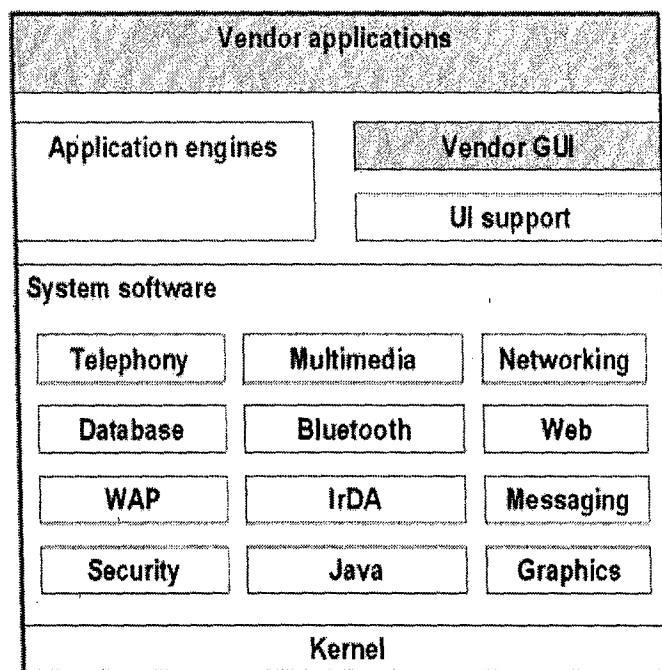 Vendor applications
Application engines
Vendor GUI
UI support
System software
Telephony
Multimedia
Networking
Database
Bluetooth
Web
WAP
IrDA
Messaging
Security
Java
Graphics
Kernel